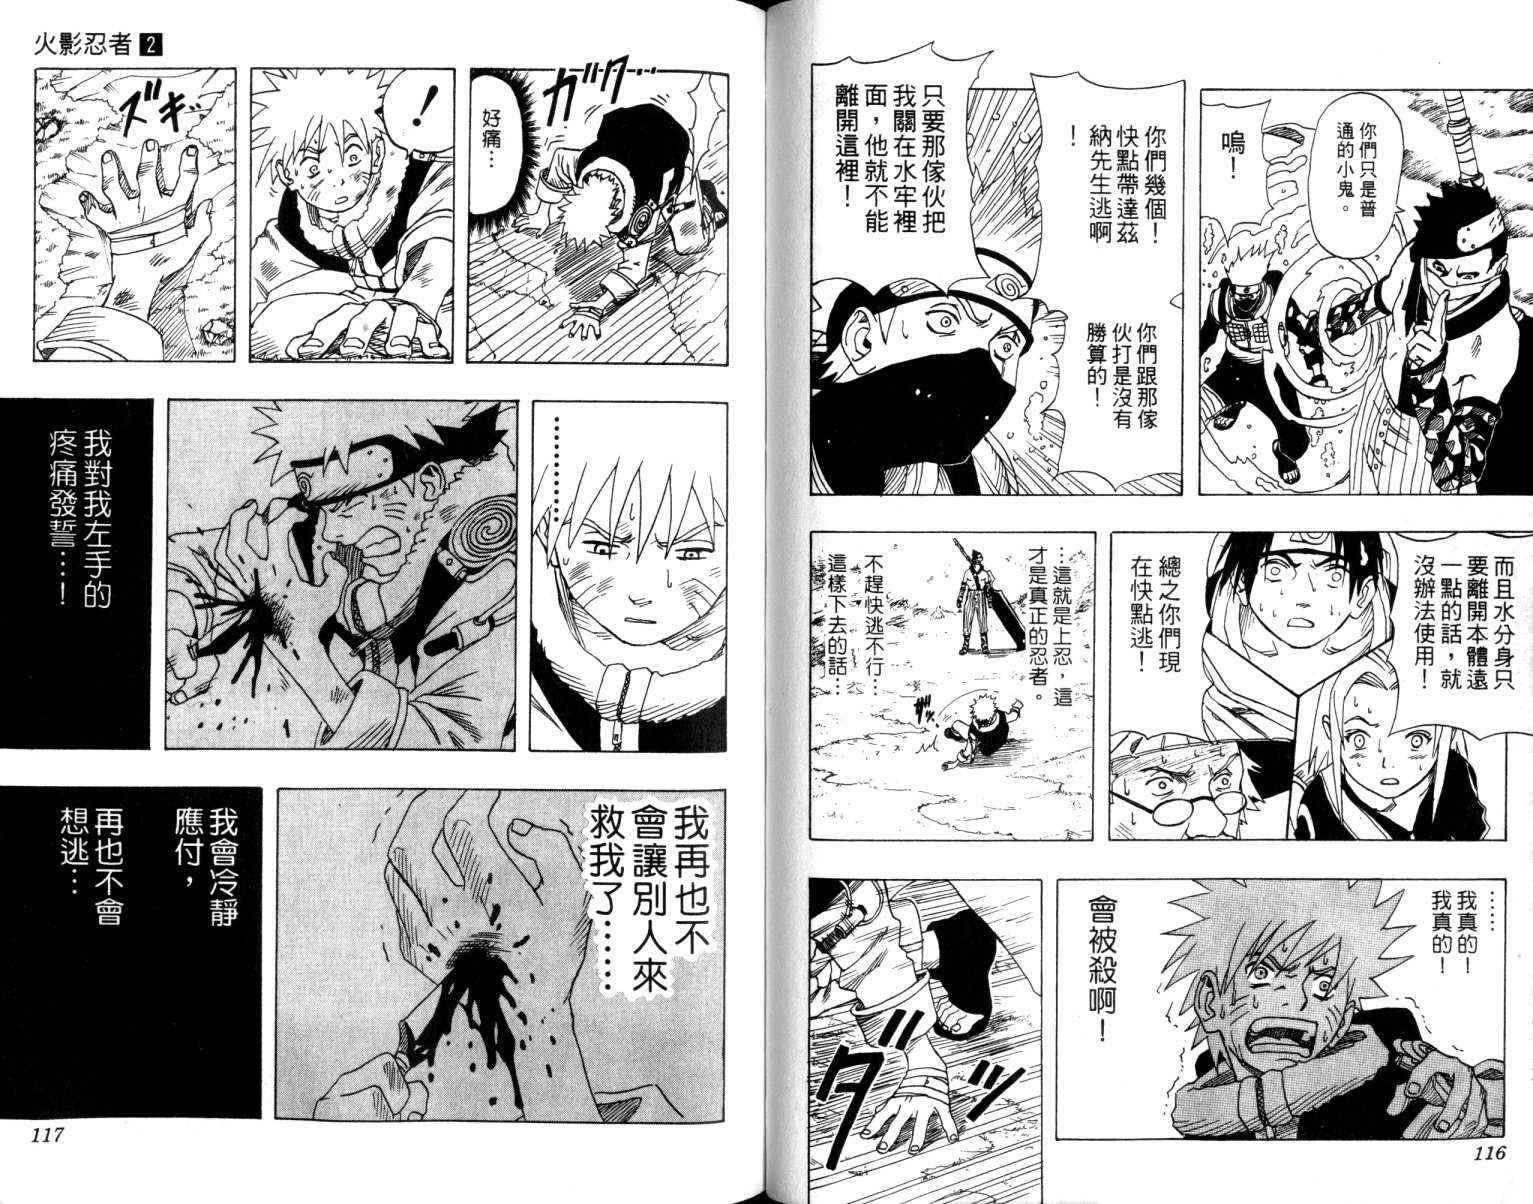 你們只是普
通的小鬼。
嗚！
你們幾個！
快點帶達茲
納先生逃啊
！
你們跟那傢
伙打是沒有
勝算的！
只要那傢伙把
我關在水牢裡
面，他就不能
離開這裡！
而且水分身只
要離開本體遠
一點的話，就
沒辦法使用！
總之你們現
在快點逃！
…這就是上忍，這
才是真正的忍者。
不趕快逃不行…
這樣下去的話…
ザッ
……
我真的！
我真的！
會被殺啊！
ダッ
116
火影忍者 2
ガク…
好痛…
！
ズキッ
………
我對我左手的
疼痛發誓…！
我再也不
會讓別人來
救我了……
我會冷靜
應付，
再也不會
想逃…
117